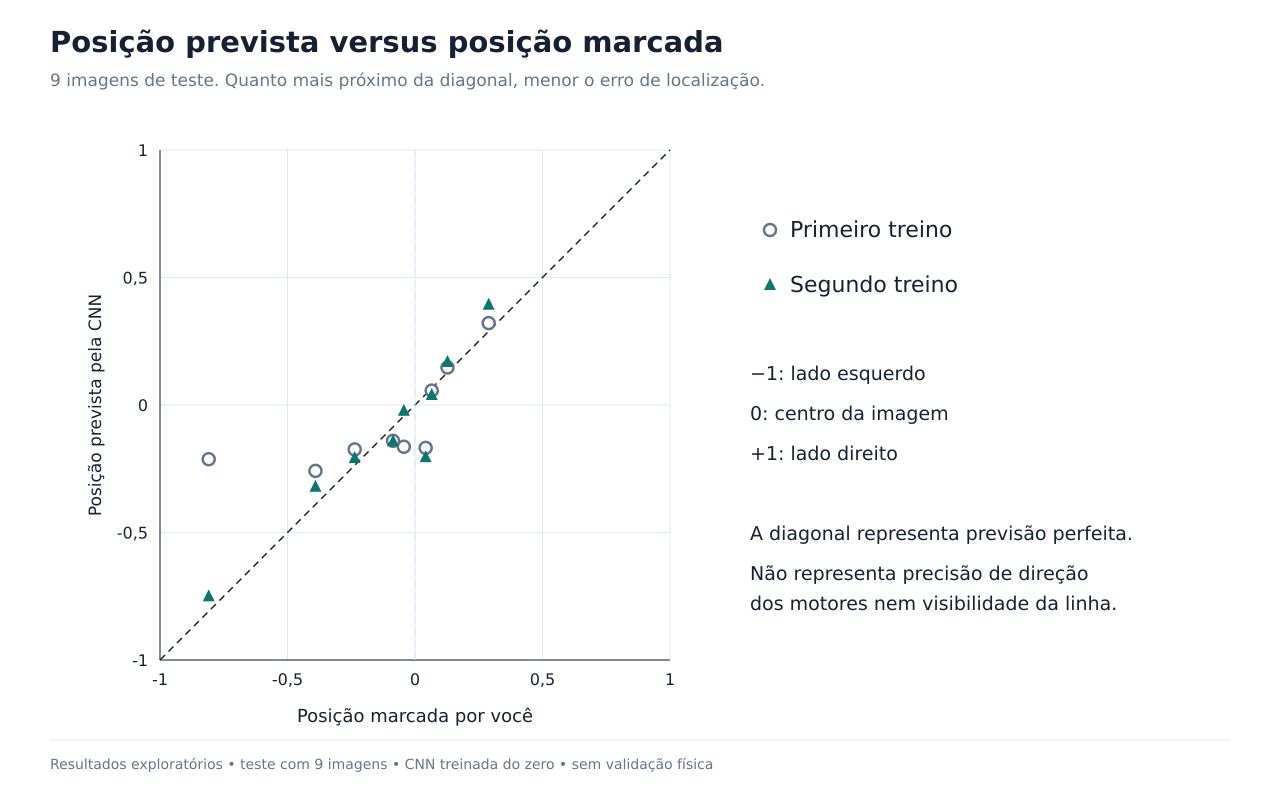 Posição prevista versus posição marcada
9 imagens de teste. Quanto mais próximo da diagonal, menor o erro de localização.
1
0,5
0
-0,5
-1
Posição prevista pela CNN
-1
-0,5
0
0,5
1
Posição marcada por você
Primeiro treino
Segundo treino
−1: lado esquerdo
0: centro da imagem
+1: lado direito
A diagonal representa previsão perfeita.
Não representa precisão de direção
dos motores nem visibilidade da linha.
Resultados exploratórios • teste com 9 imagens • CNN treinada do zero • sem validação física